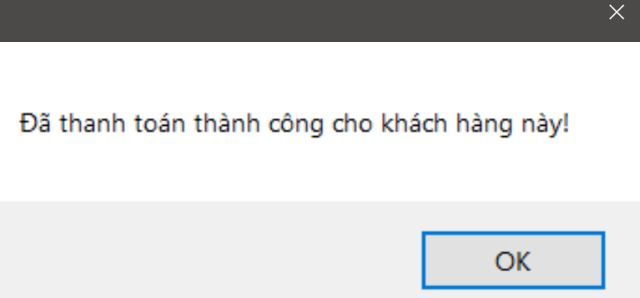 Đã thanh toán thành công cho khách hàng này!
OK